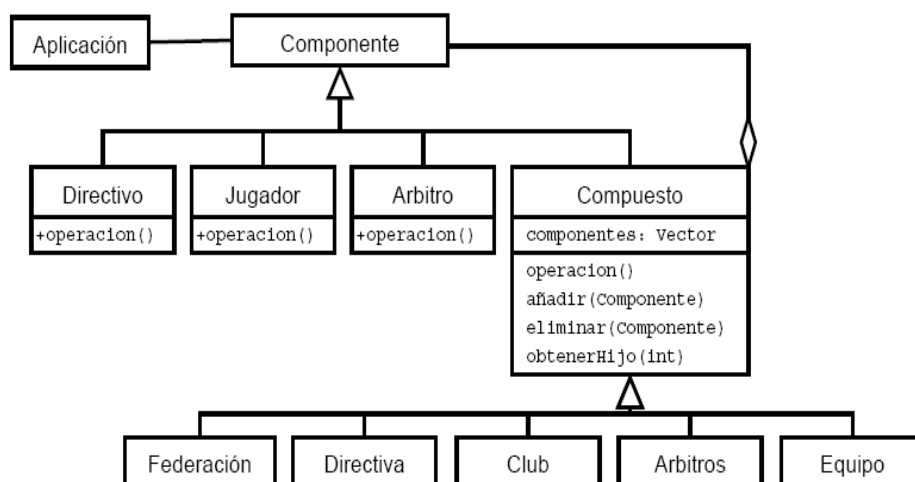 Aplicación
Componente
Directivo
+operacion()
Jugador
+operacion()
Arbitro
+operacion()
Compuesto
componentes: Vector
operacion()
añadir(Componente)
eliminar(Componente)
obtenerHijo(int)
Federación
Directiva
Club
Arbitros
Equipo